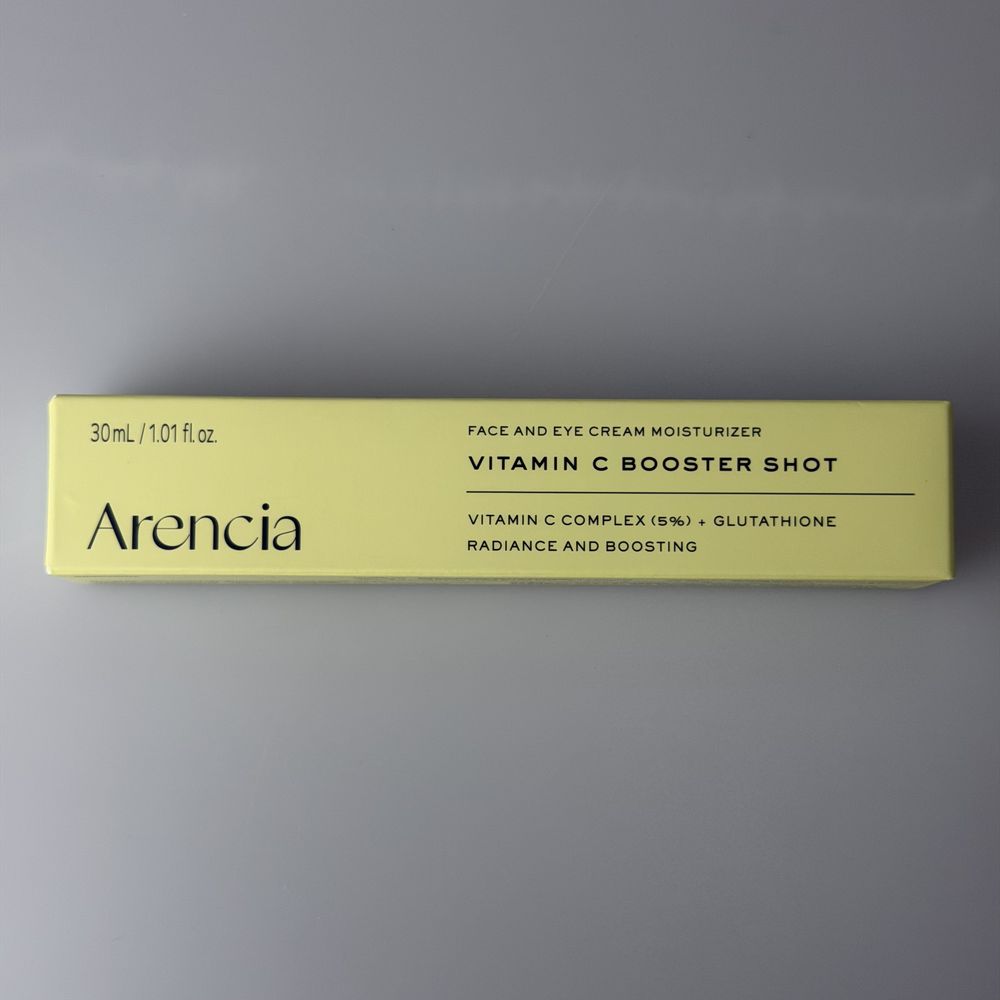 30mL / 1.01 fl. oz.
Arencia
FACE AND EYE CREAM MOISTURIZER
VITAMIN C BOOSTER SHOT
VITAMIN C COMPLEX (5%) + GLUTATHIONE
RADIANCE AND BOOSTING